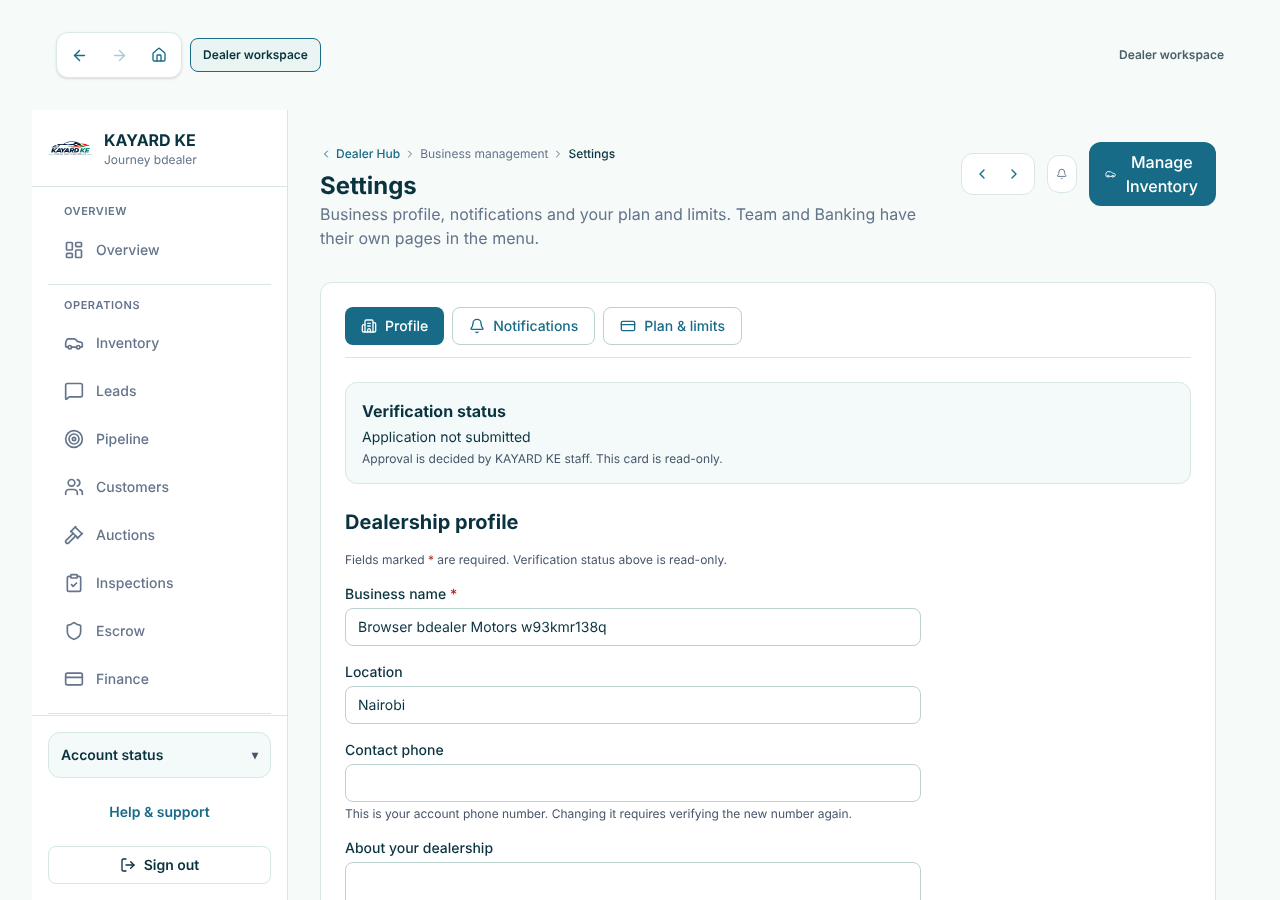 Dealer workspace
Dealer workspace
KAYARD KE
KAYARD KE
Journey bdealer
OVERVIEW
Overview
OPERATIONS
Inventory
Leads
Pipeline
Customers
Auctions
Inspections
Escrow
Finance
Account status
Help & support
Sign out
Dealer Hub
Business management
Settings
Settings
Business profile, notifications and your plan and limits. Team and Banking have
their own pages in the menu.
Manage
Inventory
Profile
Notifications
Plan & limits
Verification status
Application not submitted
Approval is decided by KAYARD KE staff. This card is read-only.
Dealership profile
Fields marked * are required. Verification status above is read-only.
Business name *
Browser bdealer Motors w93kmr138q
Location
Nairobi
Contact phone
This is your account phone number. Changing it requires verifying the new number again.
About your dealership